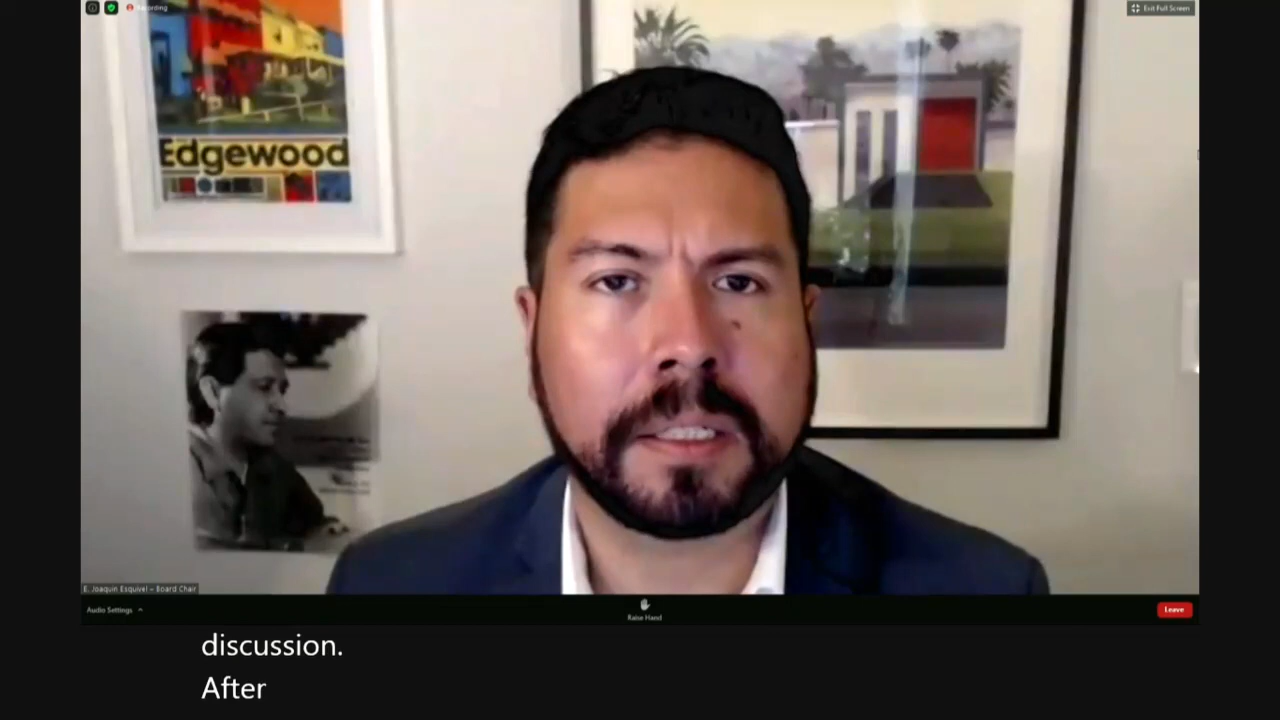 Recording
Exit Full Screen
Edgewood
E. Joaquin Esquivel – Board Chair
Audio Settings
Raise Hand
Leave
discussion.
After